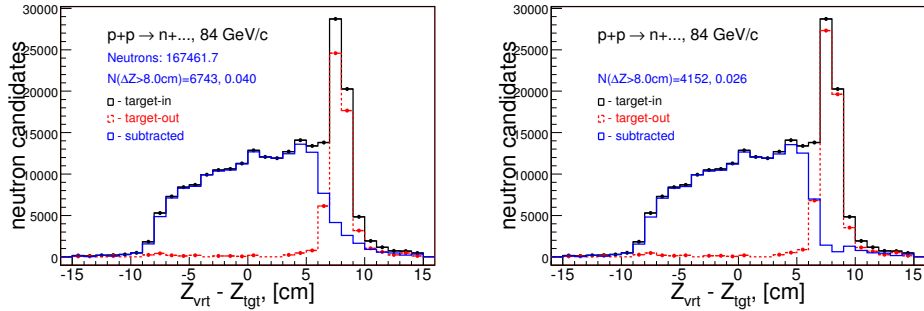 neutron candidates
30000
25000
20000
15000
10000
5000
0
p+p → n+..., 84 GeV/c
Neutrons: 167461.7
N(ΔZ>8.0cm)=6743, 0.040
- target-in
- target-out
- subtracted
-15 -10 -5 0 5 10 15
Z_vrt - Z_tgt, [cm]
neutron candidates
30000
25000
20000
15000
10000
5000
0
p+p → n+..., 84 GeV/c
N(ΔZ>8.0cm)=4152, 0.026
- target-in
- target-out
- subtracted
-15 -10 -5 0 5 10 15
Z_vrt - Z_tgt, [cm]